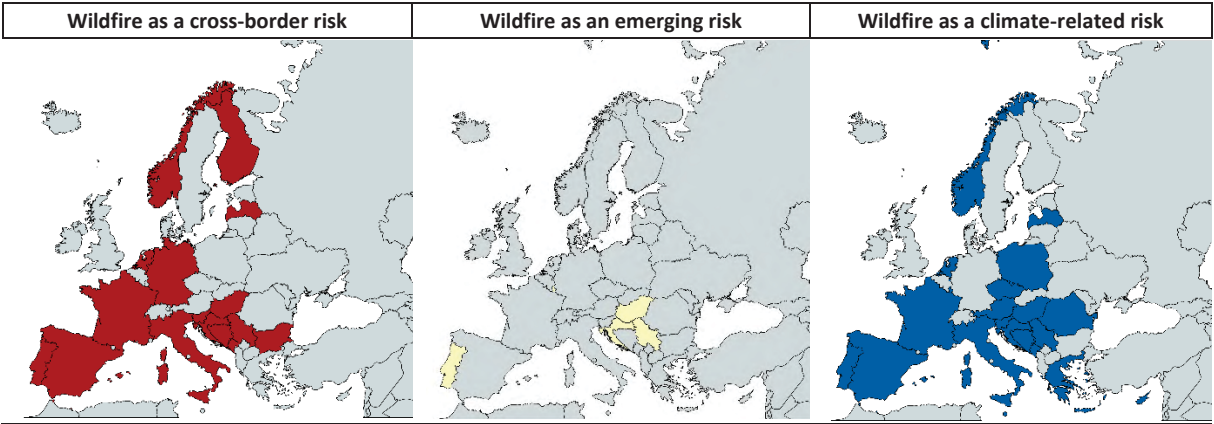 Wildfire as a cross-border risk
Wildfire as an emerging risk
Wildfire as a climate-related risk